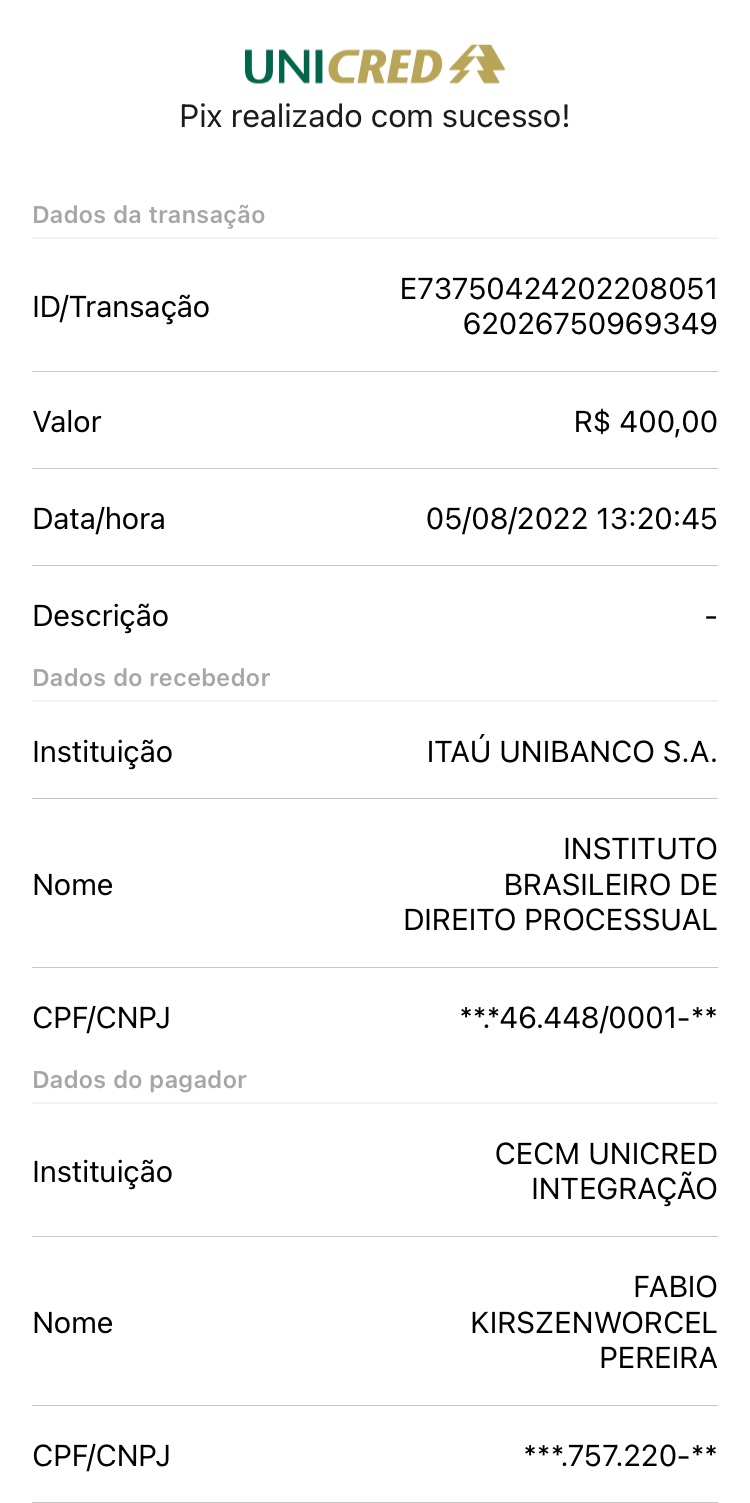 UNICRED
Pix realizado com sucesso!
Dados da transação
ID/Transação
E73750424202208051
62026750969349
Valor
R$ 400,00
Data/hora
05/08/2022 13:20:45
Descrição
-
Dados do recebedor
Instituição
ITAÚ UNIBANCO S.A.
Nome
INSTITUTO
BRASILEIRO DE
DIREITO PROCESSUAL
CPF/CNPJ
**.*46.448/0001-**
Dados do pagador
Instituição
CECM UNICRED
INTEGRAÇÃO
Nome
FABIO
KIRSZENWORCEL
PEREIRA
CPF/CNPJ
***.757.220-**